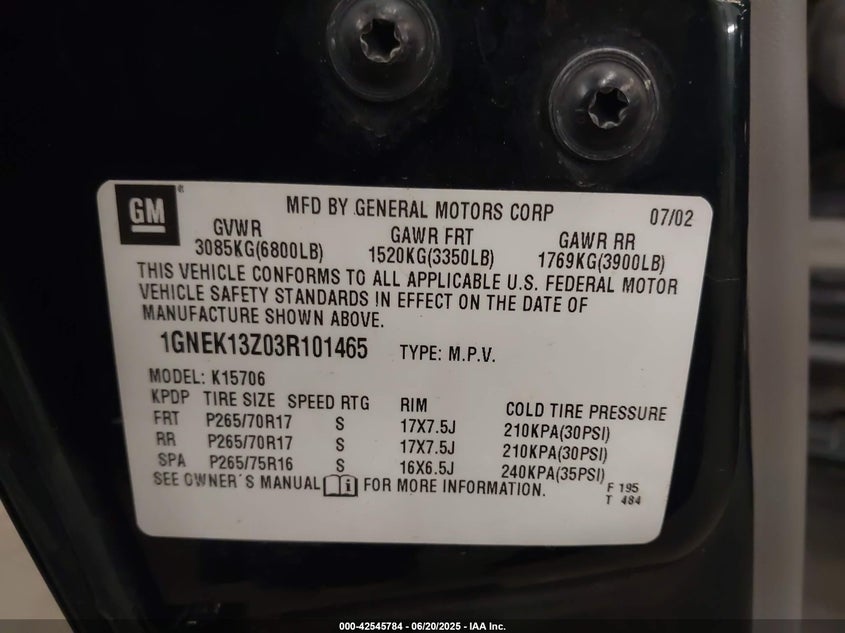 GM ®
MFD BY GENERAL MOTORS CORP 07/02
GVWR GAWR FRT GAWR RR
3085KG(6800LB) 1520KG(3350LB) 1769KG(3900LB)
THIS VEHICLE CONFORMS TO ALL APPLICABLE U.S. FEDERAL MOTOR
VEHICLE SAFETY STANDARDS IN EFFECT ON THE DATE OF
MANUFACTURE SHOWN ABOVE.
1GNEK13Z03R101465 TYPE: M.P.V.
MODEL: K15706
KPDP TIRE SIZE SPEED RTG RIM COLD TIRE PRESSURE
FRT P265/70R17 S 17X7.5J 210KPA(30PSI)
RR P265/70R17 S 17X7.5J 210KPA(30PSI)
SPA P265/75R16 S 16X6.5J 240KPA(35PSI)
SEE OWNER'S MANUAL FOR MORE INFORMATION.
F 195
T 484
000-42545784 - 06/20/2025 - IAA Inc.